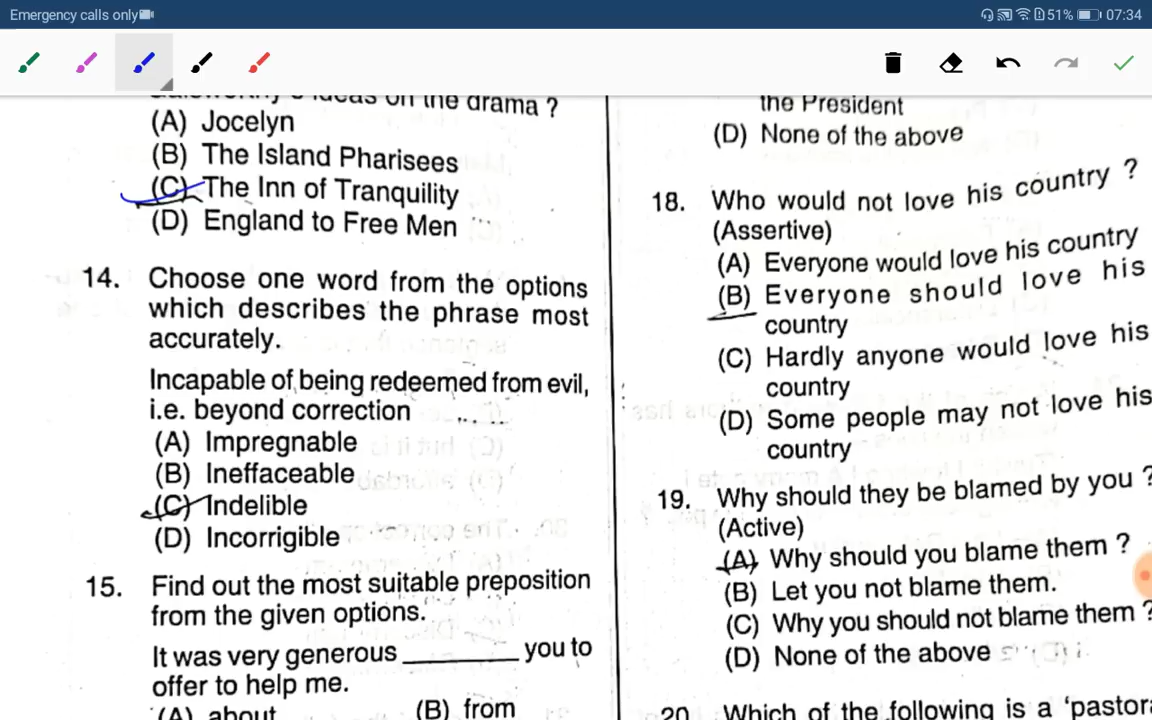 Emergency calls only
51% 07:34
Galsworthy's ideas on the drama ?
(A) Jocelyn
(B) The Island Pharisees
(C) The Inn of Tranquility
(D) England to Free Men
14. Choose one word from the options
which describes the phrase most
accurately.
Incapable of being redeemed from evil,
i.e. beyond correction
(A) Impregnable
(B) Ineffaceable
(C) Indelible
(D) Incorrigible
15. Find out the most suitable preposition
from the given options.
It was very generous ________ you to
offer to help me.
(A) about (B) from
the President
(D) None of the above
18. Who would not love his country ?
(Assertive)
(A) Everyone would love his country
(B) Everyone should love his
country
(C) Hardly anyone would love his
country
(D) Some people may not love his
country
19. Why should they be blamed by you ?
(Active)
(A) Why should you blame them ?
(B) Let you not blame them.
(C) Why you should not blame them ?
(D) None of the above
20. Which of the following is a 'pastora